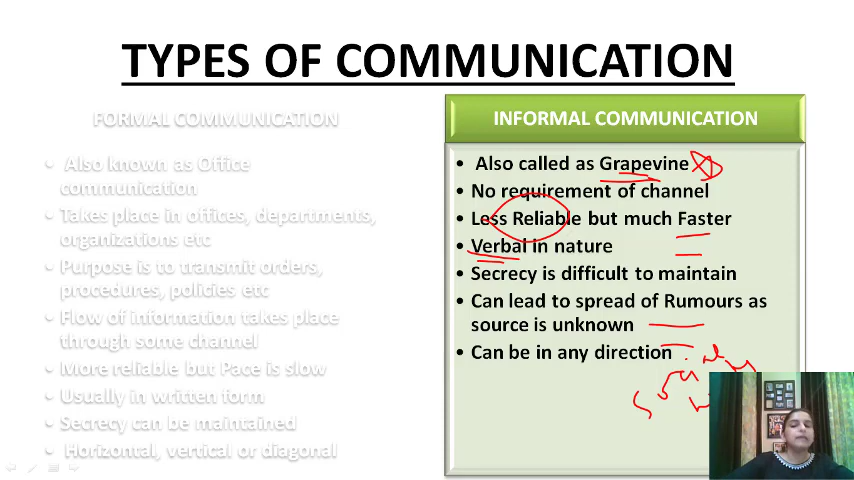 TYPES OF COMMUNICATION
FORMAL COMMUNICATION
• Also known as Office
communication
• Takes place in offices, departments,
organizations etc
• Purpose is to transmit orders,
procedures, policies etc
• Flow of information takes place
through some channel
• More reliable but Pace is slow
• Usually in written form
• Secrecy can be maintained
• Horizontal, vertical or diagonal
INFORMAL COMMUNICATION
• Also called as Grapevine
• No requirement of channel
• Less Reliable but much Faster
• Verbal in nature
• Secrecy is difficult to maintain
• Can lead to spread of Rumours as
source is unknown
• Can be in any direction
Social